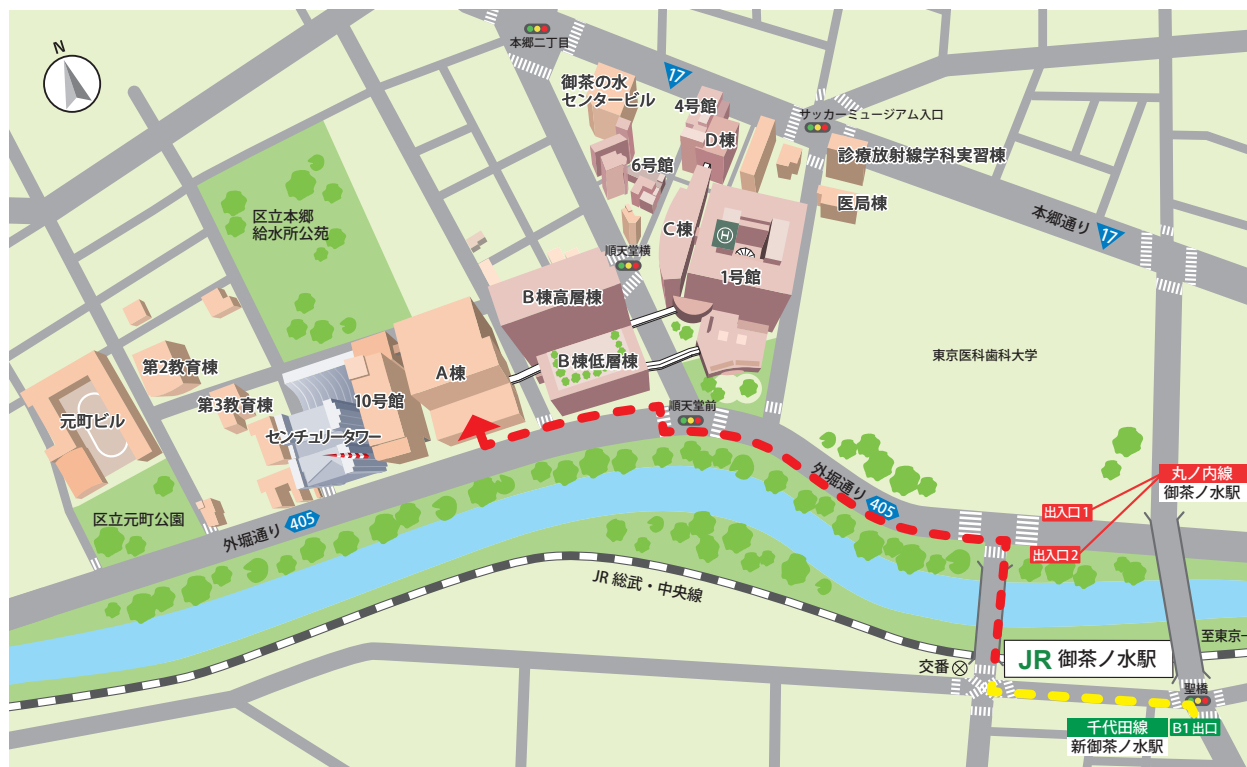 N
本郷二丁目
17
御茶の水
センタービル
4号館
D棟
サッカーミュージアム入口
6号館
診療放射線学科実習棟
医局棟
区立本郷
給水所公苑
C棟
H
本郷通り
17
順天堂横
1号館
B棟高層棟
B棟低層棟
東京医科歯科大学
第2教育棟
A棟
第3教育棟
10号館
元町ビル
センチュリータワー
順天堂前
外堀通り
405
丸ノ内線
御茶ノ水駅
出入口1
出入口2
区立元町公園
外堀通り
405
JR 総武・中央線
至東京
JR 御茶ノ水駅
交番
聖橋
千代田線
新御茶ノ水駅
B1 出口